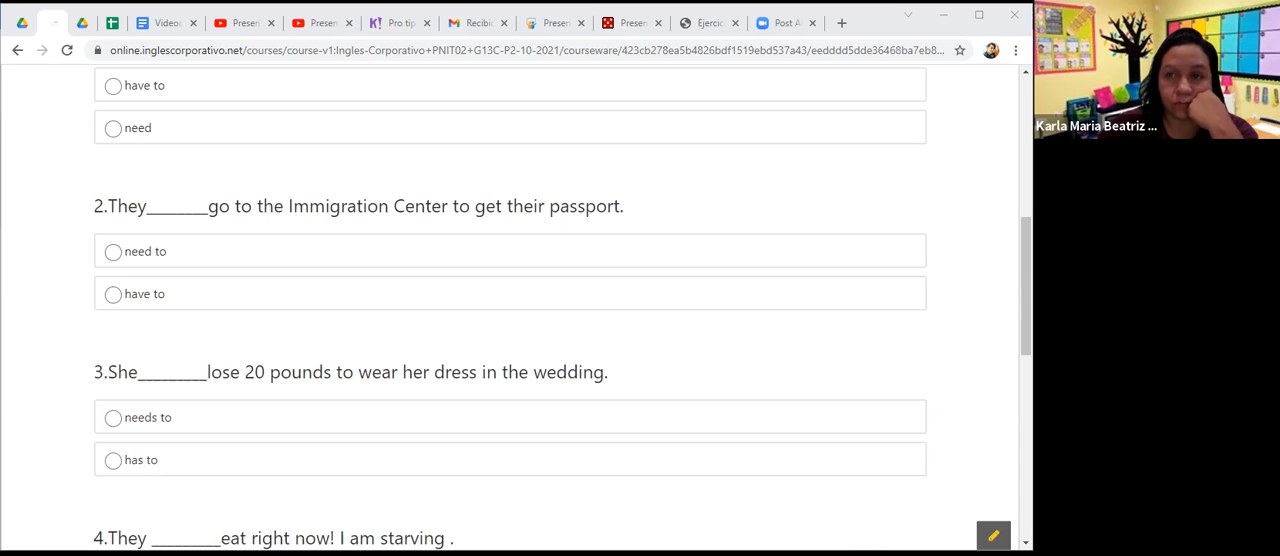 Videoc
Presen
Presen
Pro tip
Recibi
Presen
Presen
Ejercic
Post A
online.inglescorporativo.net/courses/course-v1:Ingles-Corporativo+PNIT02+G13C-P2-10-2021/courseware/423cb278ea5b4826bdf1519ebd537a43/eedddd5dde36468ba7eb8...
have to
need
2.They________go to the Immigration Center to get their passport.
need to
have to
3.She_________lose 20 pounds to wear her dress in the wedding.
needs to
has to
4.They _________eat right now! I am starving .
Karla Maria Beatriz ...